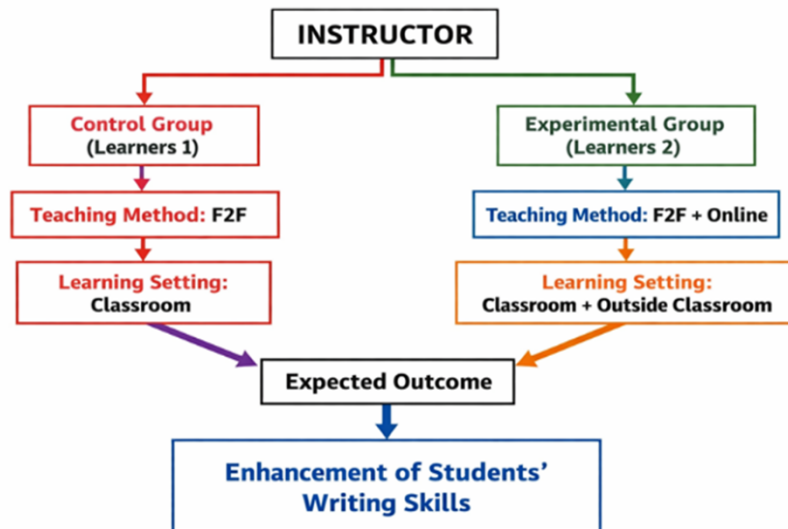 INSTRUCTOR
Control Group
(Learners 1)
Experimental Group
(Learners 2)
Teaching Method: F2F
Teaching Method: F2F + Online
Learning Setting:
Classroom
Learning Setting:
Classroom + Outside Classroom
Expected Outcome
Enhancement of Students’
Writing Skills